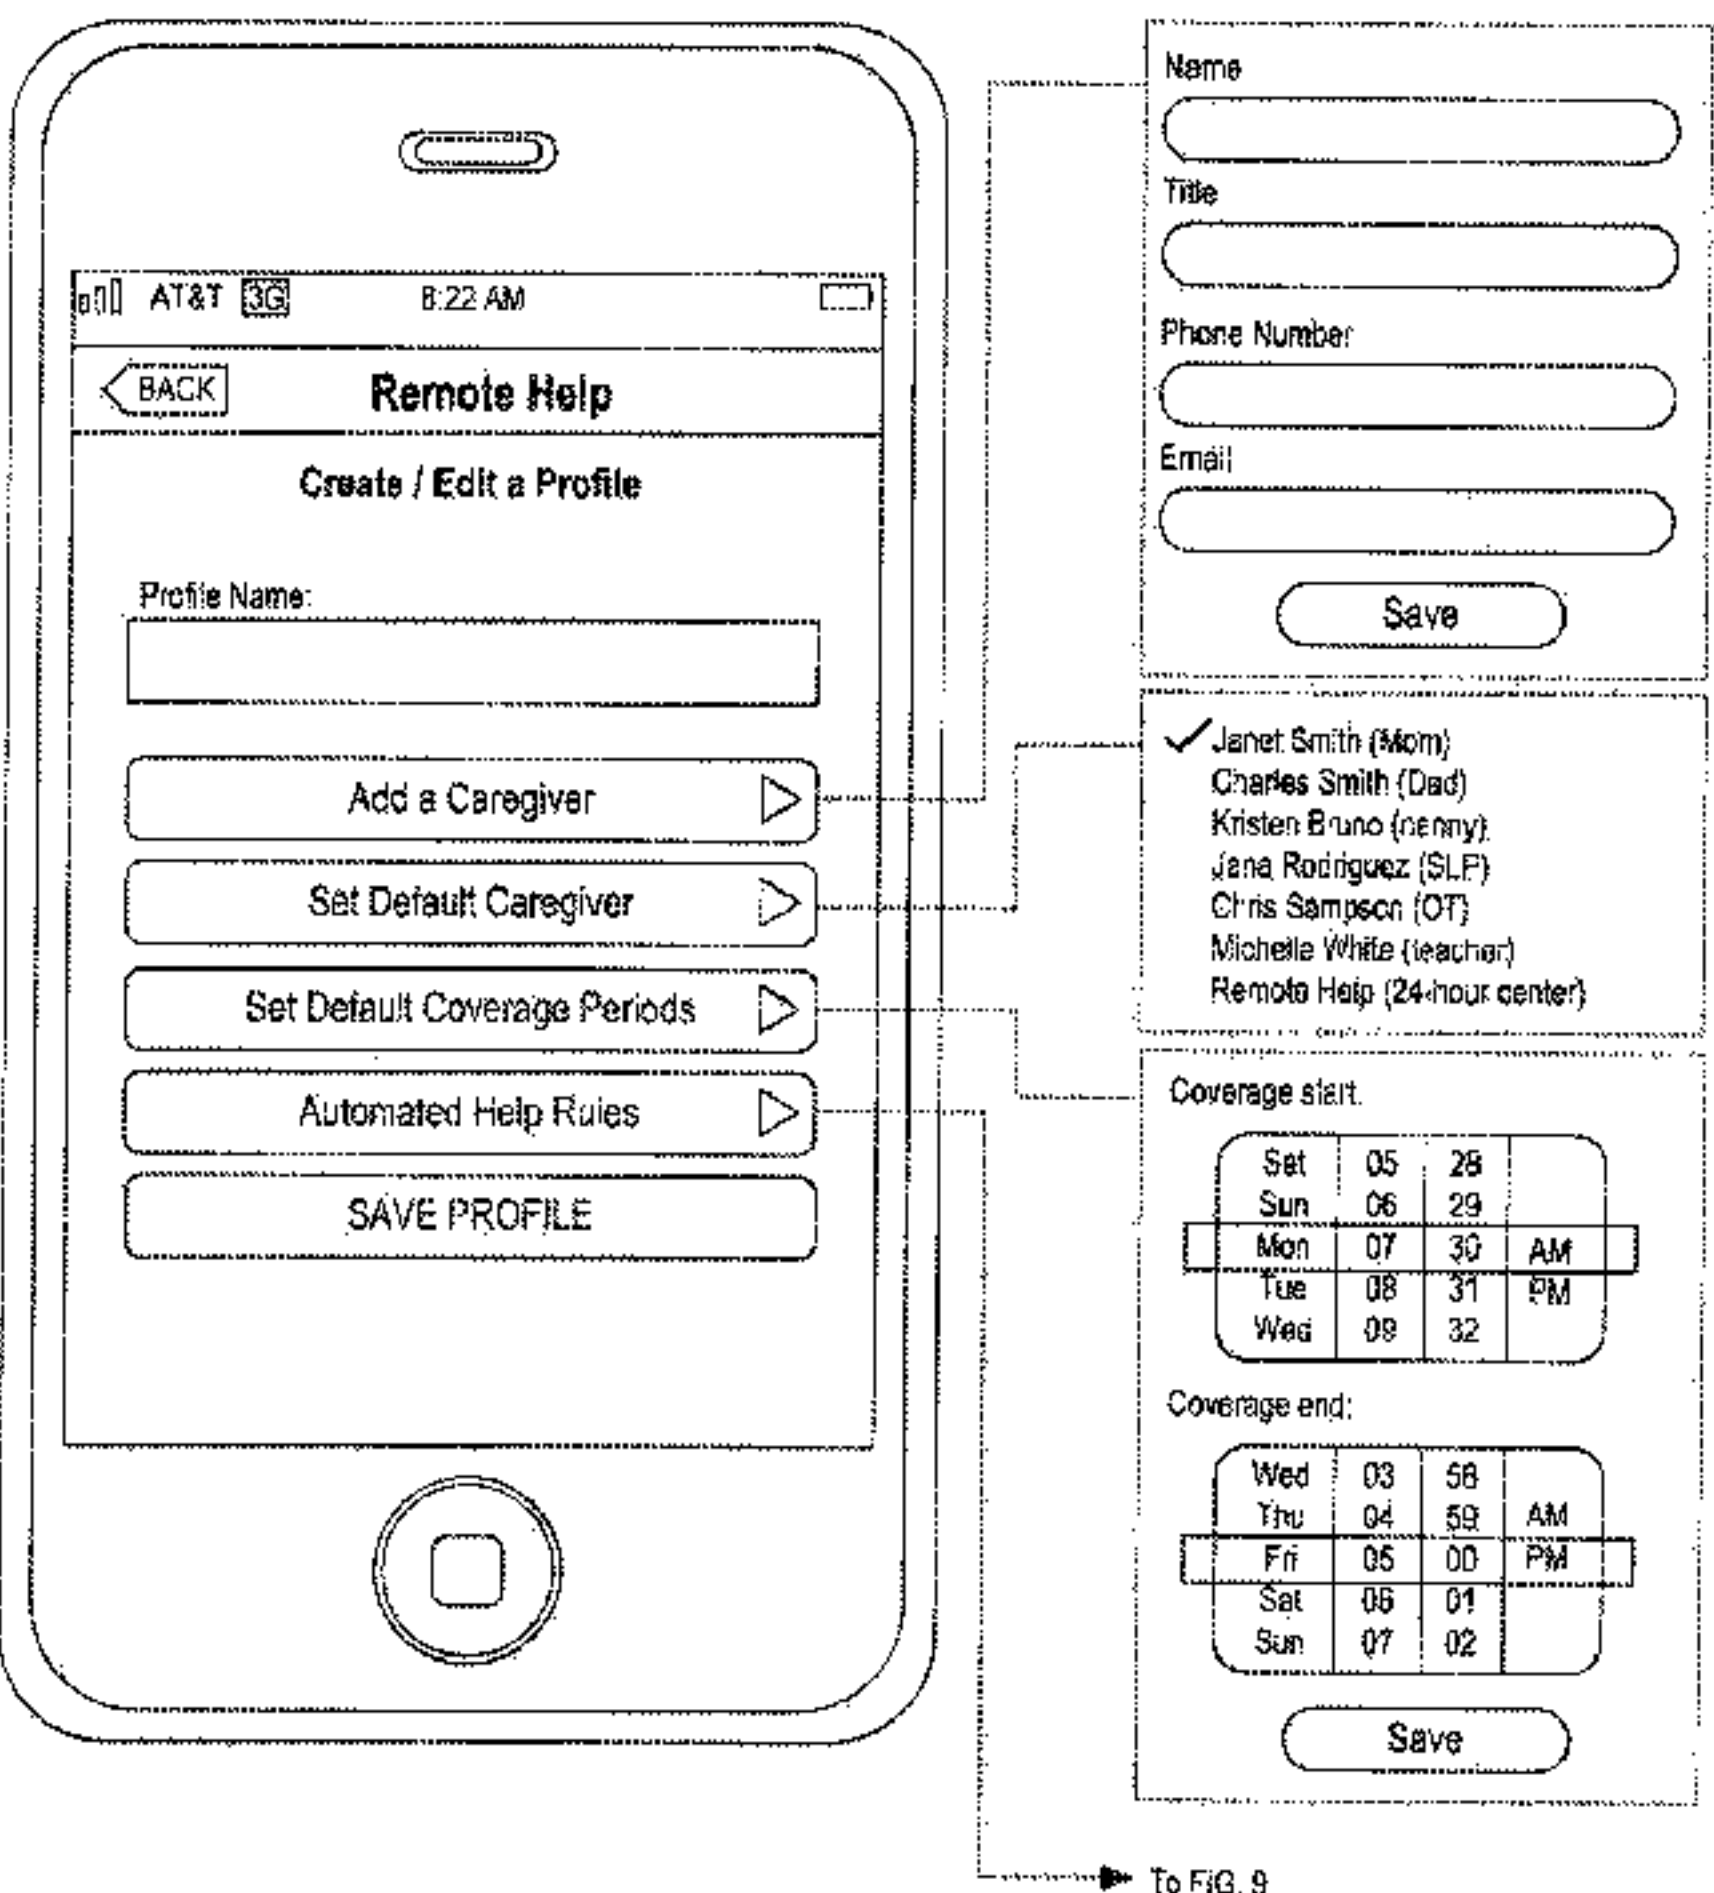 AT&T 3G 8:22 AM
BACK
Remote Help
Create / Edit a Profile
Profile Name:
Add a Caregiver
Set Default Caregiver
Set Default Coverage Periods
Automated Help Rules
SAVE PROFILE
Name
Title
Phone Number
Email
Save
Janet Smith (Mom)
Charles Smith (Dad)
Kristen Bruno (nanny)
Jana Rodriguez (SLP)
Chris Sampson (OT)
Michelle White (teacher)
Remote Help (24-hour center)
Coverage start:
Sat 05 28
Sun 06 29
Mon 07 30 AM
Tue 08 31 PM
Wed 09 32
Coverage end:
Wed 03 58
Thu 04 59 AM
Fri 05 00 PM
Sat 06 01
Sun 07 02
Save
To FIG. 9